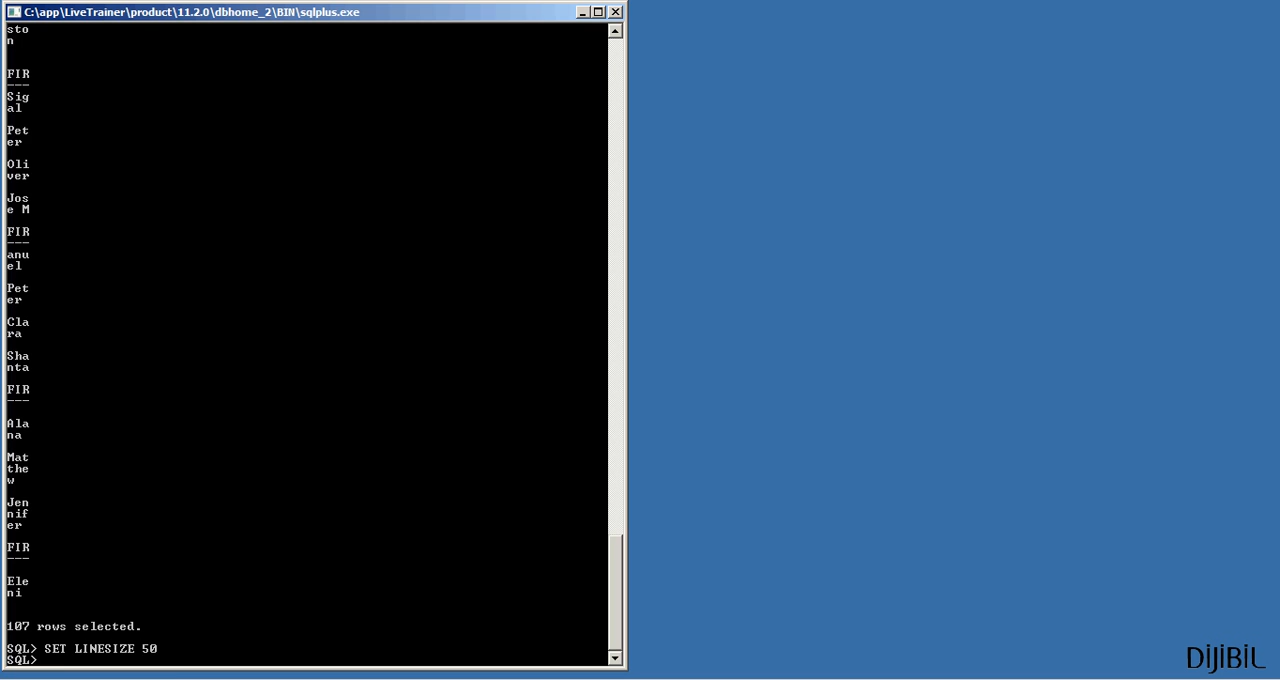 C:\app\LiveTrainer\product\11.2.0\dbhome_2\BIN\sqlplus.exe
sto
n
FIR
---
Sig
al
Pet
er
Oli
ver
Jos
e M
FIR
---
anu
el
Pet
er
Cla
ra
Sha
nta
FIR
---
Ala
na
Mat
the
w
Jen
nif
er
FIR
---
Ele
ni
107 rows selected.
SQL> SET LINESIZE 50
SQL>
DiJiBiL